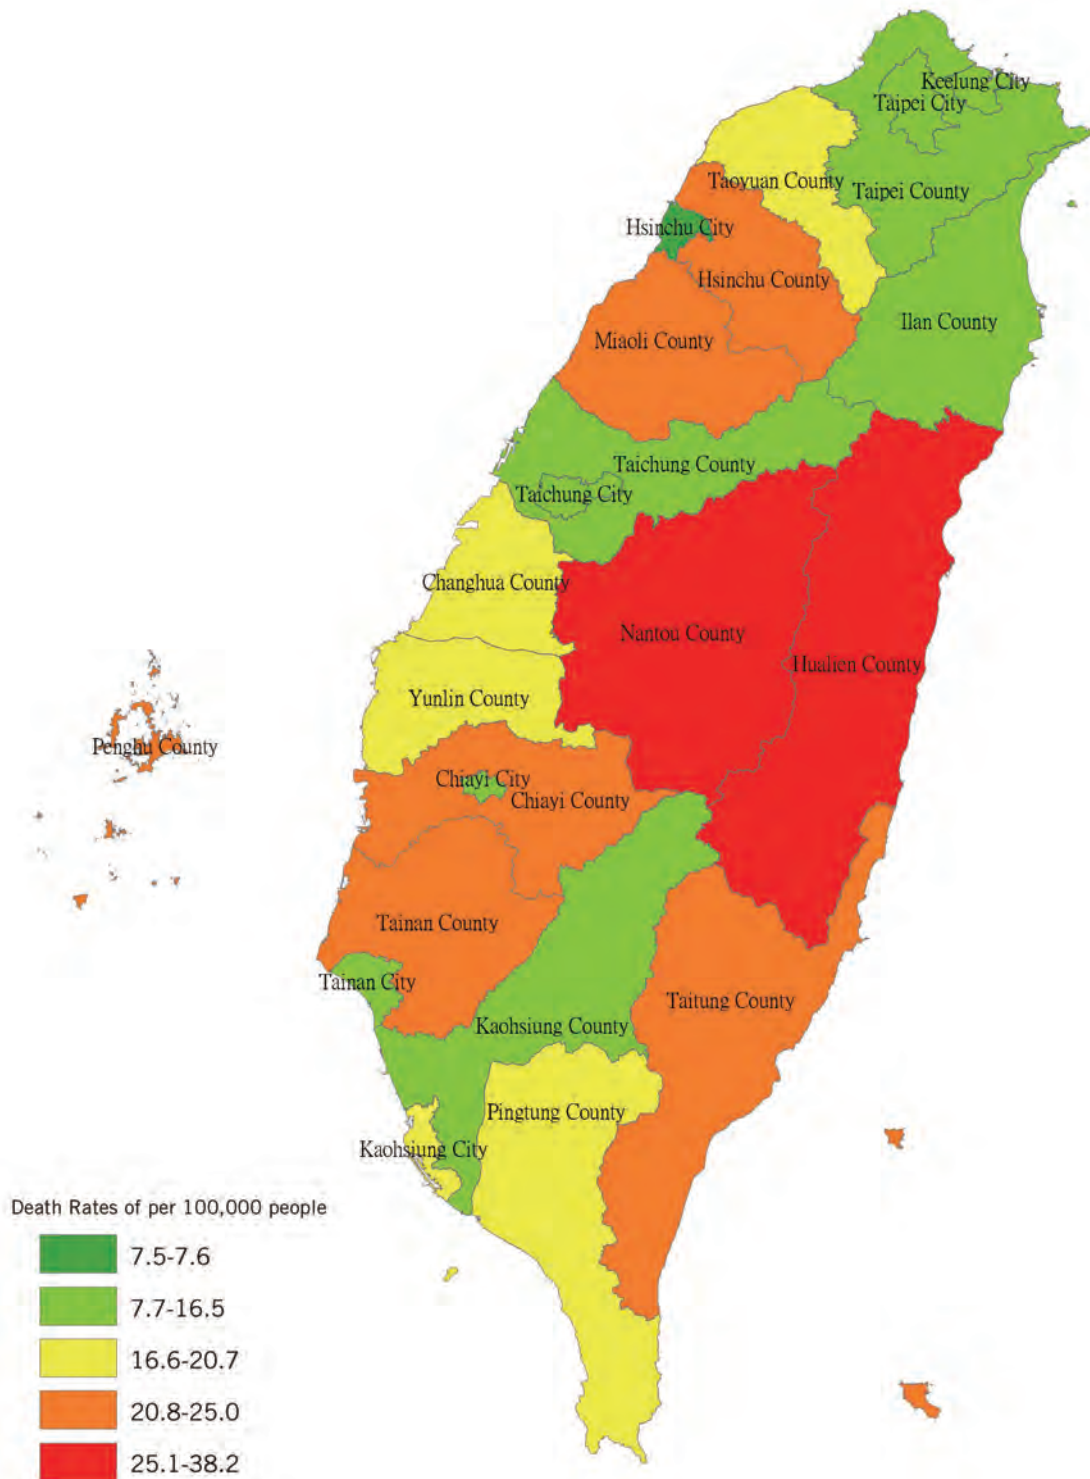 Keelung City
Taipei City
Taoyuan County
Taipei County
Hsinchu City
Hsinchu County
Ilan County
Miaoli County
Taichung County
Taichung City
Changhua County
Nantou County
Hualien County
Yunlin County
Penghu County
Chiayi City
Chiayi County
Tainan County
Tainan City
Taitung County
Kaohsiung County
Pingtung County
Kaohsiung City
Death Rates of per 100,000 people
7.5-7.6
7.7-16.5
16.6-20.7
20.8-25.0
25.1-38.2